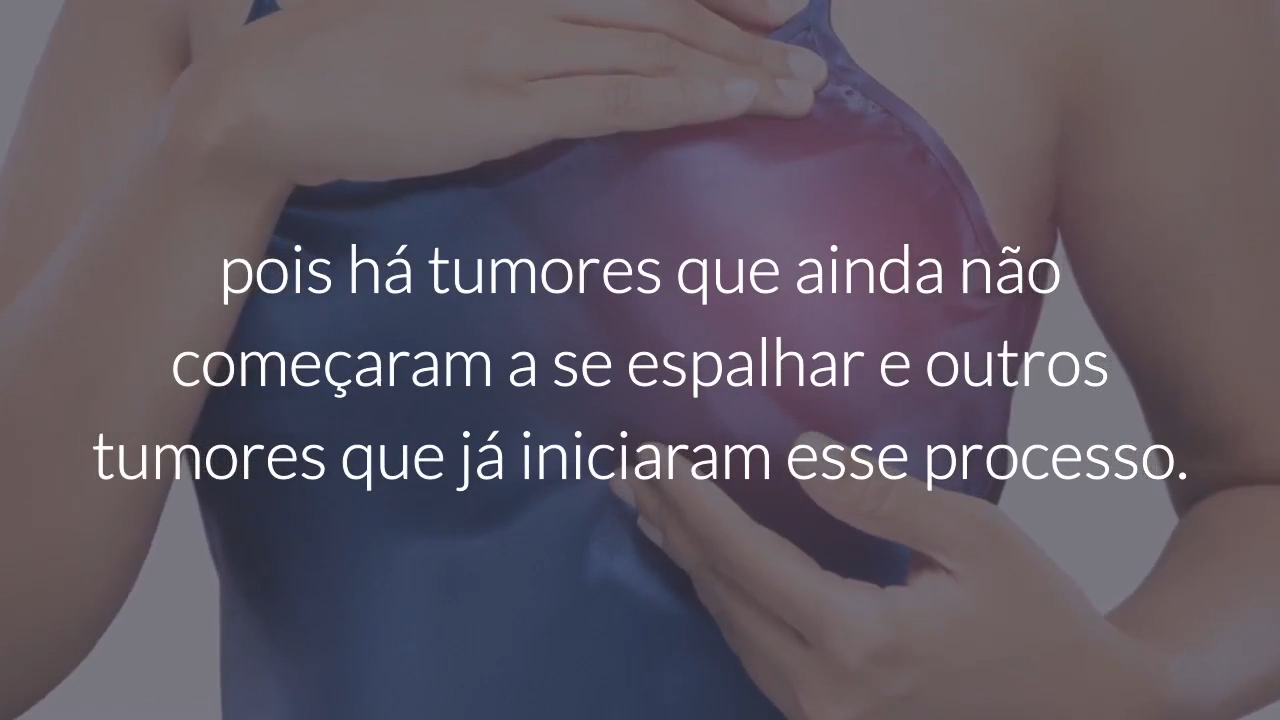 pois há tumores que ainda não
começaram a se espalhar e outros
tumores que já iniciaram esse processo.